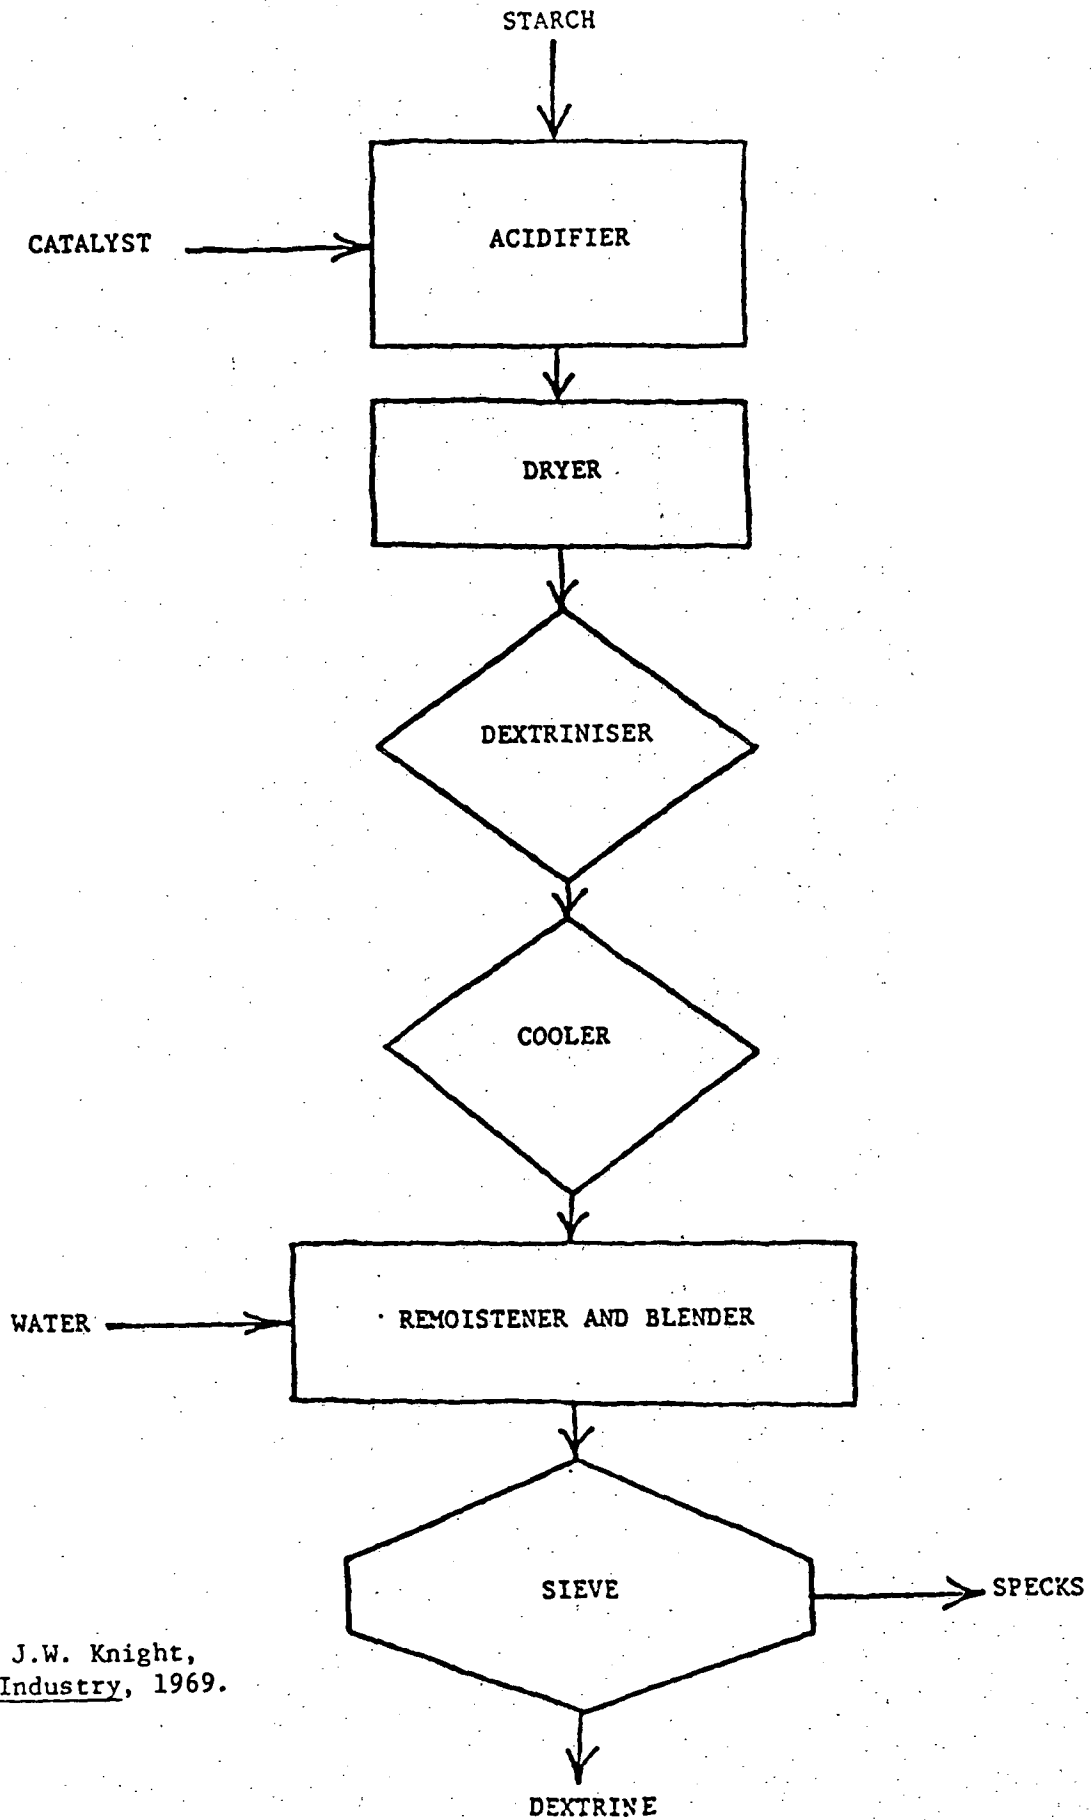 STARCH
CATALYST
ACIDIFIER
DRYER
DEXTRINISER
COOLER
WATER
REMOISTENER AND BLENDER
SIEVE
SPECKS
J.W. Knight,
Industry, 1969.
DEXTRINE